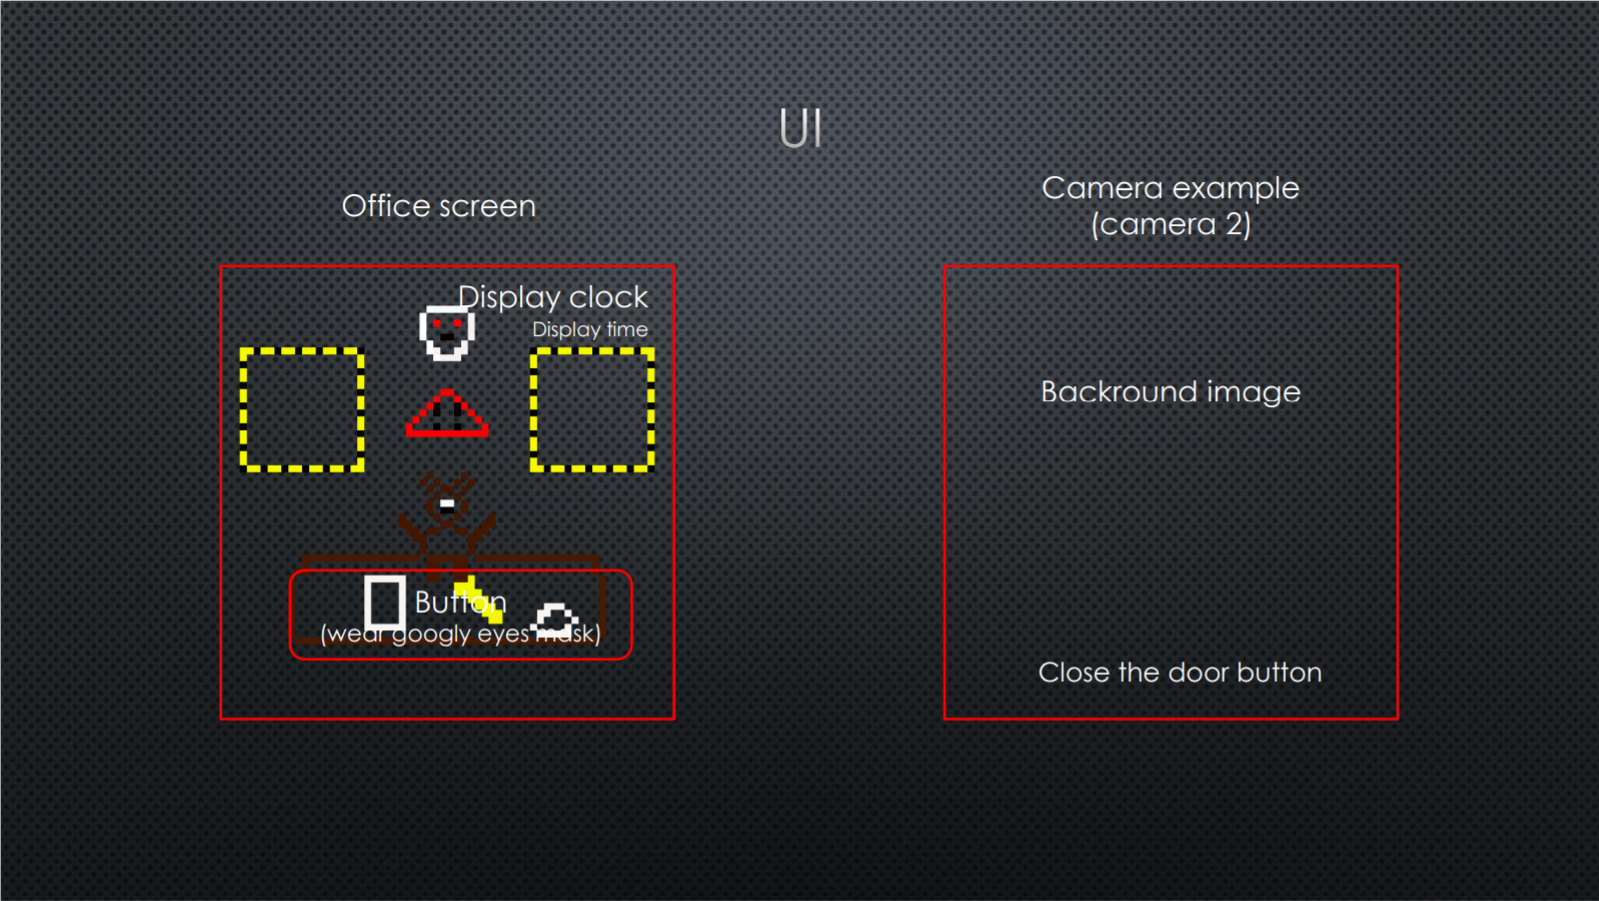 UI
Office screen
Camera example
(camera 2)
Display clock
Display time
Button
(wear googly eyes mask)
Backround image
Close the door button